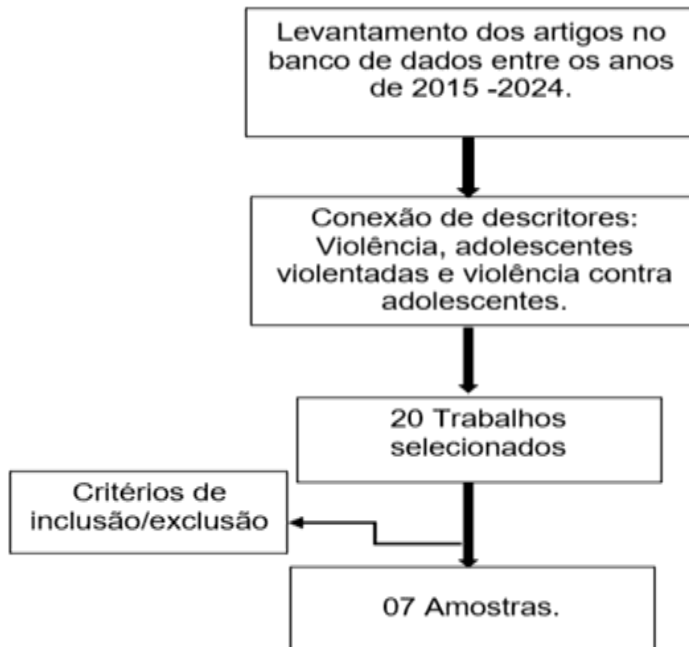 Levantamento dos artigos no
banco de dados entre os anos
de 2015 -2024.
Conexão de descritores:
Violência, adolescentes
violentadas e violência contra
adolescentes.
20 Trabalhos
selecionados
Critérios de
inclusão/exclusão
07 Amostras.